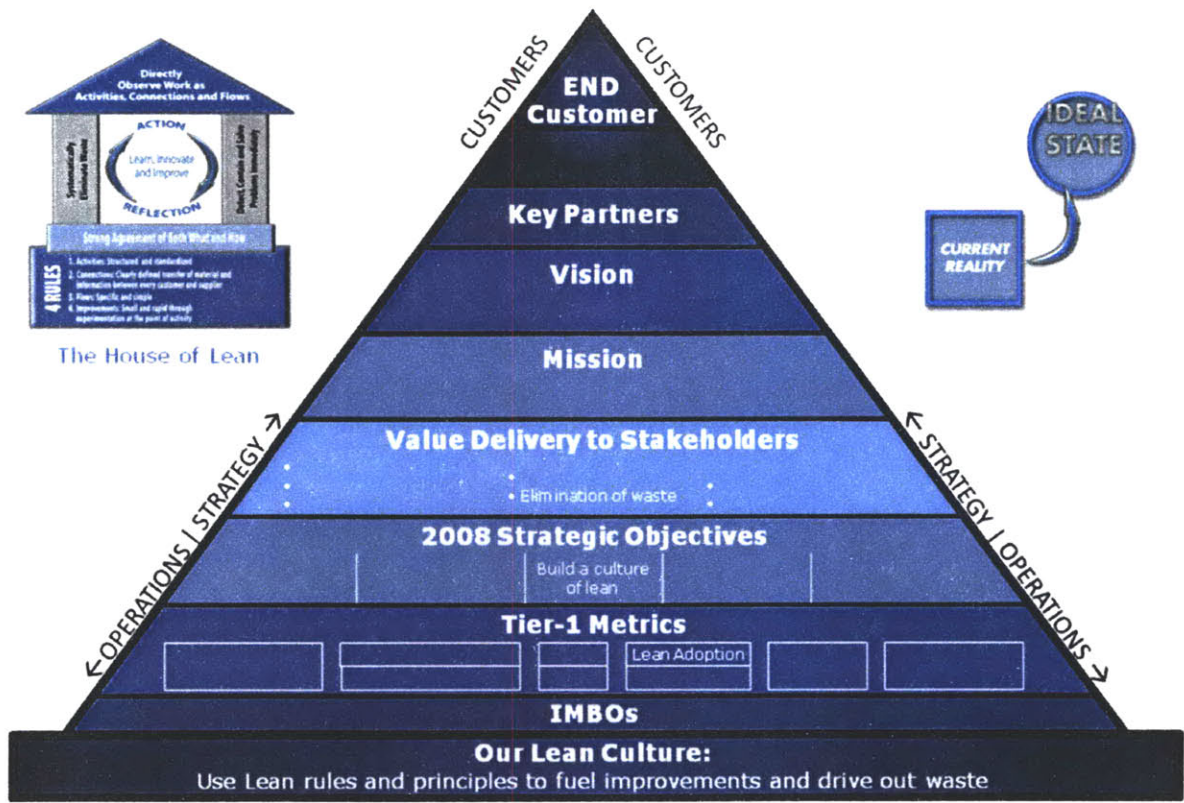 Directly
Observe Work as
Activities, Connections and Flows
Systematically
Eliminate Waste
ACTION
Learn, Innovate
and Improve
REFLECTION
Detect, Contain and Solve
Problems Immediately
Strong Agreement of Both What and How
4 RULES
1. Activities: Structured and standardized
2. Connections: Clearly defined transfer of material and
information between every customer and supplier
3. Flows: Specific and simple
4. Improvements: Small and rapid through
experimentation at the point of activity
The House of Lean
CUSTOMERS
CUSTOMERS
END
Customer
IDEAL
STATE
CURRENT
REALITY
Key Partners
Vision
Mission
← OPERATIONS | STRATEGY →
← STRATEGY | OPERATIONS →
Value Delivery to Stakeholders
• Elimination of waste
2008 Strategic Objectives
Build a culture
of lean
Tier-1 Metrics
Lean Adoption
IMBOs
Our Lean Culture:
Use Lean rules and principles to fuel improvements and drive out waste